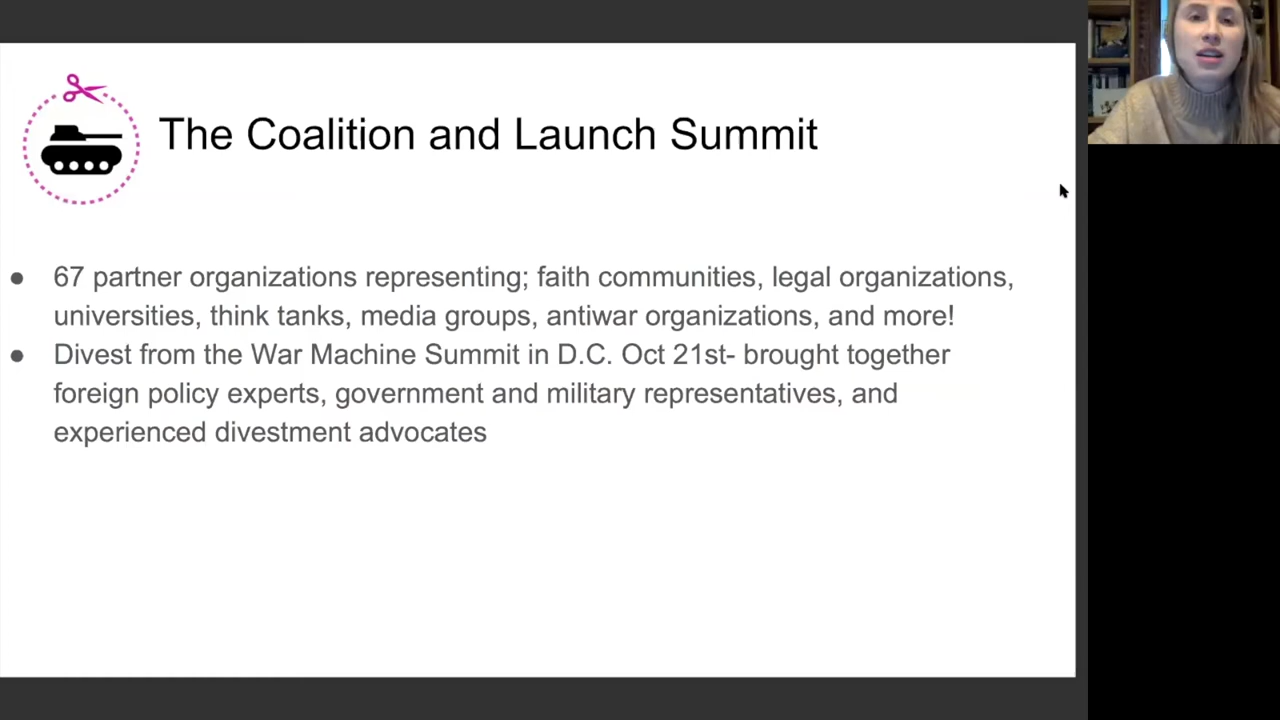 The Coalition and Launch Summit
● 67 partner organizations representing; faith communities, legal organizations,
universities, think tanks, media groups, antiwar organizations, and more!
● Divest from the War Machine Summit in D.C. Oct 21st- brought together
foreign policy experts, government and military representatives, and
experienced divestment advocates